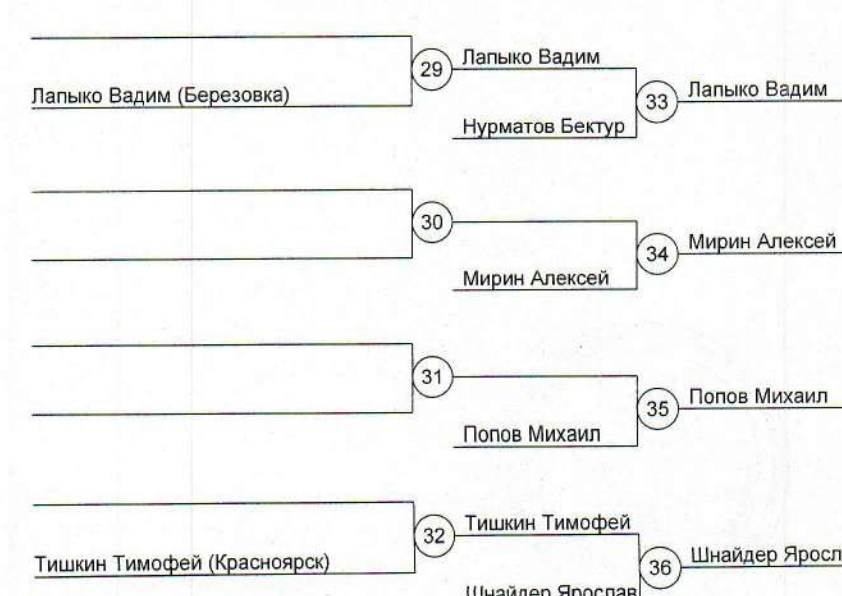 Лапыко Вадим (Березовка)
29
Лапыко Вадим
Нурматов Бектур
33
Лапыко Вадим
30
Мирин Алексей
34
Мирин Алексей
31
Попов Михаил
35
Попов Михаил
Тишкин Тимофей (Красноярск)
32
Тишкин Тимофей
Шнайдер Ярослав
36
Шнайдер Яросл